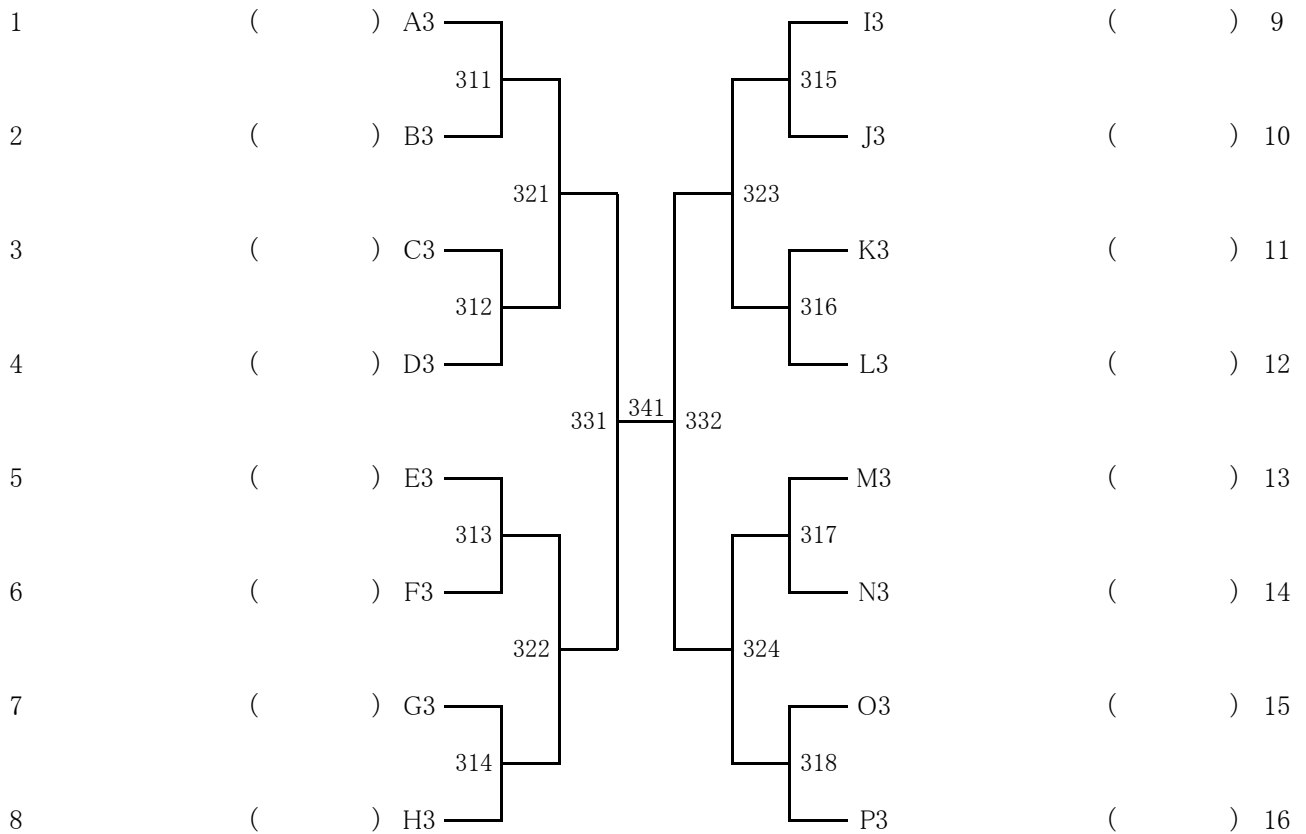 1 ( ) A3 I3 ( ) 9
311 315
2 ( ) B3 J3 ( ) 10
321 323
3 ( ) C3 K3 ( ) 11
312 316
4 ( ) D3 L3 ( ) 12
331 341 332
5 ( ) E3 M3 ( ) 13
313 317
6 ( ) F3 N3 ( ) 14
322 324
7 ( ) G3 O3 ( ) 15
314 318
8 ( ) H3 P3 ( ) 16